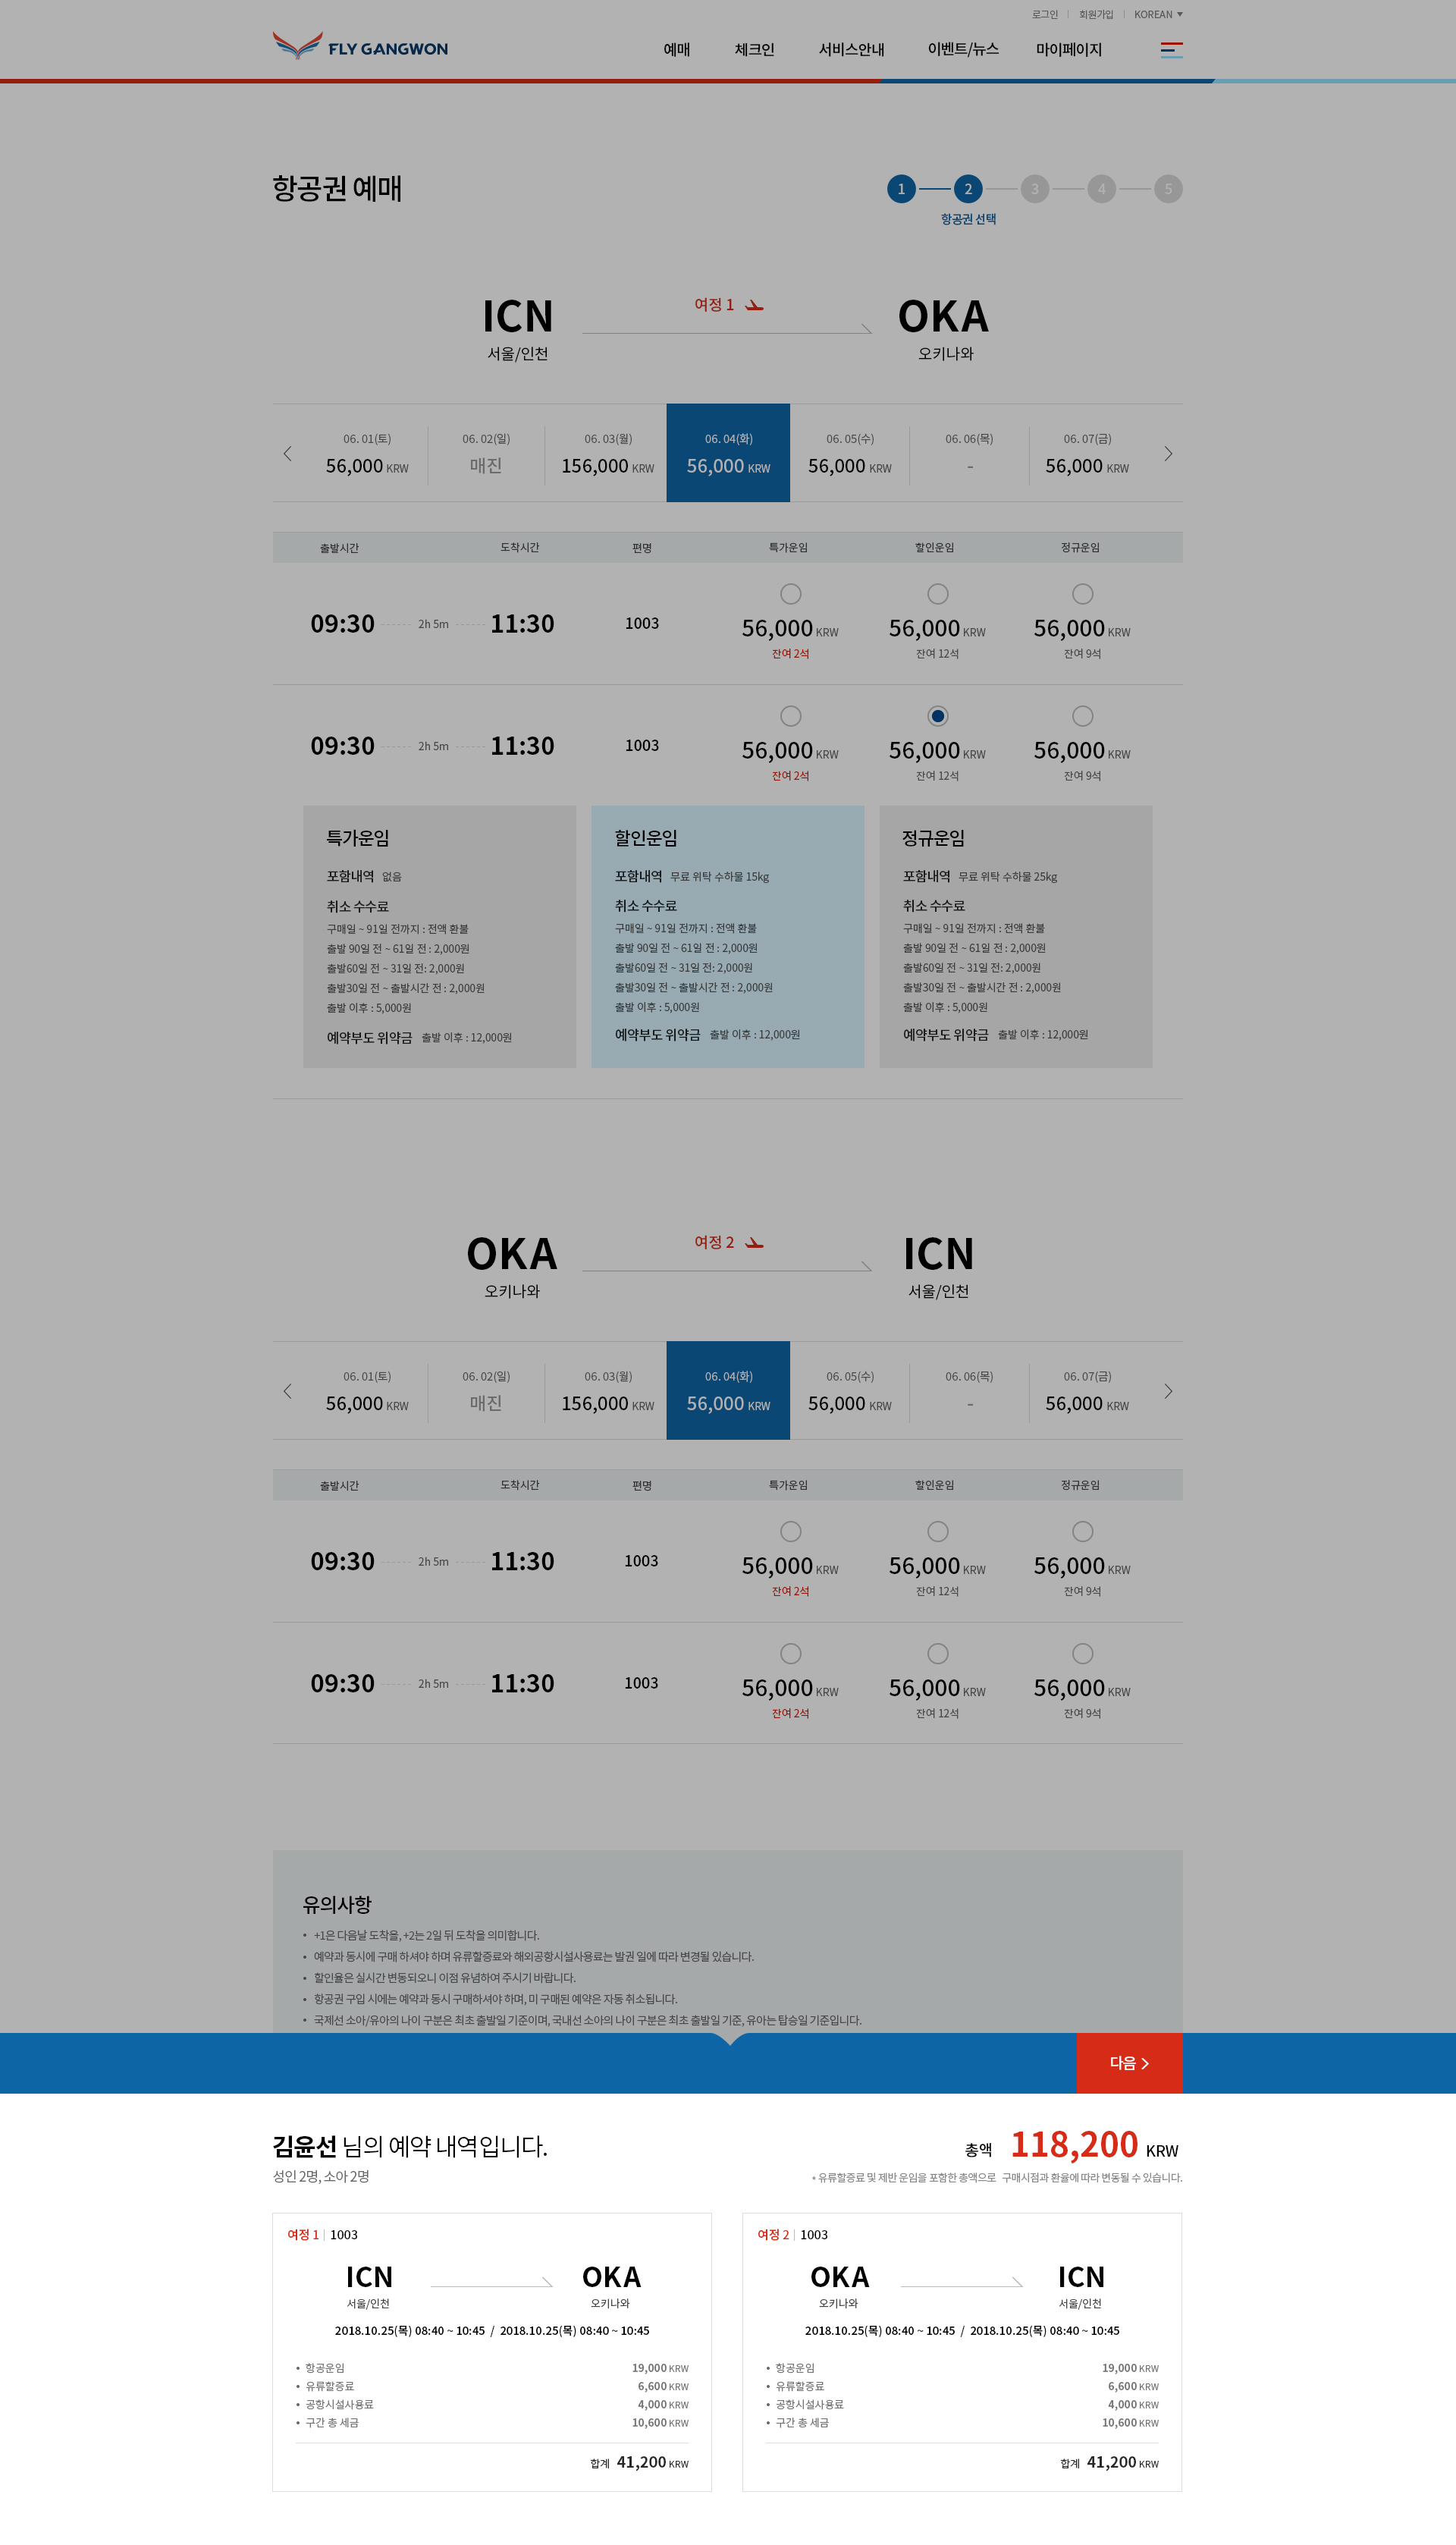 로그인 회원가입 KOREAN
FLY GANGWON 예매 체크인 서비스안내 이벤트/뉴스 마이페이지
항공권 예매
1 2 3 4 5
항공권 선택
ICN 여정 1 OKA
서울/인천 오키나와
06. 01(토) 06. 02(일) 06. 03(월) 06. 04(화) 06. 05(수) 06. 06(목) 06. 07(금)
56,000 KRW 매진 156,000 KRW 56,000 KRW 56,000 KRW - 56,000 KRW
출발시간 도착시간 편명 특가운임 할인운임 정규운임
09:30 2h 5m 11:30 1003 56,000 KRW 56,000 KRW 56,000 KRW
잔여 2석 잔여 12석 잔여 9석
09:30 2h 5m 11:30 1003 56,000 KRW 56,000 KRW 56,000 KRW
잔여 2석 잔여 12석 잔여 9석
특가운임
포함내역 없음
취소 수수료
구매일 ~ 91일 전까지 : 전액 환불
출발 90일 전 ~ 61일 전 : 2,000원
출발60일 전 ~ 31일 전: 2,000원
출발30일 전 ~ 출발시간 전 : 2,000원
출발 이후 : 5,000원
예약부도 위약금 출발 이후 : 12,000원
할인운임
포함내역 무료 위탁 수하물 15kg
취소 수수료
구매일 ~ 91일 전까지 : 전액 환불
출발 90일 전 ~ 61일 전 : 2,000원
출발60일 전 ~ 31일 전: 2,000원
출발30일 전 ~ 출발시간 전 : 2,000원
출발 이후 : 5,000원
예약부도 위약금 출발 이후 : 12,000원
정규운임
포함내역 무료 위탁 수하물 25kg
취소 수수료
구매일 ~ 91일 전까지 : 전액 환불
출발 90일 전 ~ 61일 전 : 2,000원
출발60일 전 ~ 31일 전: 2,000원
출발30일 전 ~ 출발시간 전 : 2,000원
출발 이후 : 5,000원
예약부도 위약금 출발 이후 : 12,000원
OKA 여정 2 ICN
오키나와 서울/인천
06. 01(토) 06. 02(일) 06. 03(월) 06. 04(화) 06. 05(수) 06. 06(목) 06. 07(금)
56,000 KRW 매진 156,000 KRW 56,000 KRW 56,000 KRW - 56,000 KRW
출발시간 도착시간 편명 특가운임 할인운임 정규운임
09:30 2h 5m 11:30 1003 56,000 KRW 56,000 KRW 56,000 KRW
잔여 2석 잔여 12석 잔여 9석
09:30 2h 5m 11:30 1003 56,000 KRW 56,000 KRW 56,000 KRW
잔여 2석 잔여 12석 잔여 9석
유의사항
• +1은 다음날 도착을, +2는 2일 뒤 도착을 의미합니다.
• 예약과 동시에 구매 하셔야 하며 유류할증료와 해외공항시설사용료는 발권 일에 따라 변경될 있습니다.
• 할인율은 실시간 변동되오니 이점 유념하여 주시기 바랍니다.
• 항공권 구입 시에는 예약과 동시 구매하셔야 하며, 미 구매된 예약은 자동 취소됩니다.
• 국제선 소아/유아의 나이 구분은 최초 출발일 기준이며, 국내선 소아의 나이 구분은 최초 출발일 기준, 유아는 탑승일 기준입니다.
다음
김윤선 님의 예약 내역입니다. 총액 118,200 KRW
성인 2명, 소아 2명 • 유류할증료 및 제반 운임을 포함한 총액으로 구매시점과 환율에 따라 변동될 수 있습니다.
여정 1 1003
ICN OKA
서울/인천 오키나와
2018.10.25(목) 08:40 ~ 10:45 / 2018.10.25(목) 08:40 ~ 10:45
• 항공운임 19,000 KRW
• 유류할증료 6,600 KRW
• 공항시설사용료 4,000 KRW
• 구간 총 세금 10,600 KRW
합계 41,200 KRW
여정 2 1003
OKA ICN
오키나와 서울/인천
2018.10.25(목) 08:40 ~ 10:45 / 2018.10.25(목) 08:40 ~ 10:45
• 항공운임 19,000 KRW
• 유류할증료 6,600 KRW
• 공항시설사용료 4,000 KRW
• 구간 총 세금 10,600 KRW
합계 41,200 KRW